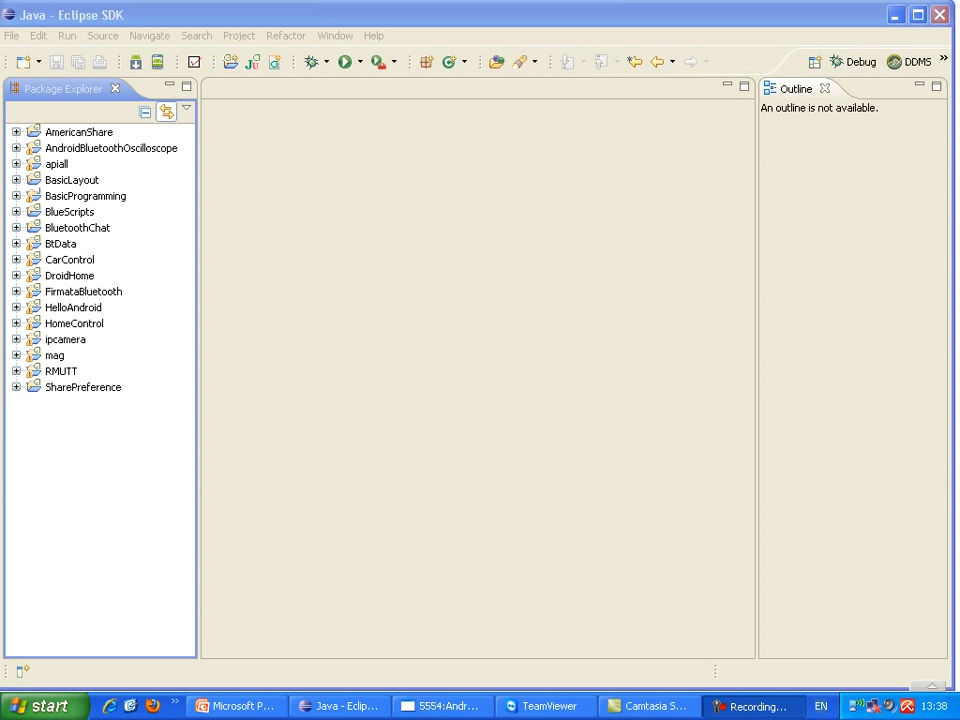 Java - Eclipse SDK
File Edit Run Source Navigate Search Project Refactor Window Help
Debug DDMS »
Package Explorer
Outline
An outline is not available.
AmericanShare
AndroidBluetoothOscilloscope
apiall
BasicLayout
BasicProgramming
BlueScripts
BluetoothChat
BtData
CarControl
DroidHome
FirmataBluetooth
HelloAndroid
HomeControl
ipcamera
mag
RMUTT
SharePreference
start
»
Microsoft P...
Java - Eclip...
5554:Andr...
TeamViewer
Camtasia S...
Recording...
EN
13:38